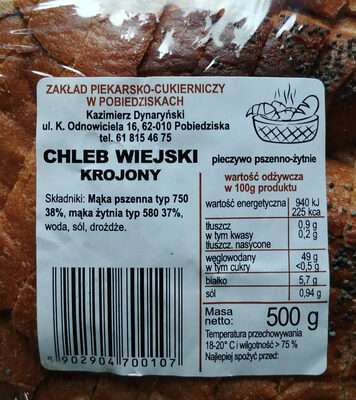 ZAKŁAD PIEKARSKO-CUKIERNICZY
W POBIEDZISKACH
Kazimierz Dynaryński
ul. K. Odnowiciela 16, 62-010 Pobiedziska
tel. 61 815 46 75
CHLEB WIEJSKI
KROJONY
pieczywo pszenno-żytnie
Składniki: Mąka pszenna typ 750
38%, mąka żytnia typ 580 37%,
woda, sól, drożdże.
wartość odżywcza
w 100g produktu
wartość energetyczna 940 kJ
225 kca
tłuszcz 0,9 g
w tym kwasy 0,2 g
tłuszcz. nasycone
węglowodany 49 g
w tym cukry <0,5 g
białko 5,7 g
sól 0,94 g
Masa
netto: 500 g
Temperatura przechowywania
18-20° C i wilgotność > 75 %
Najlepiej spożyć przed:
5 902904 700107